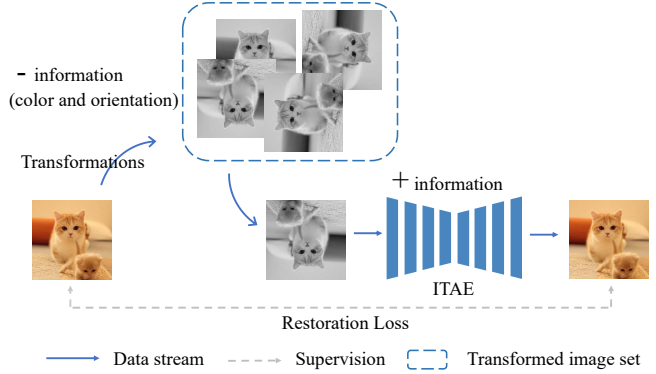 - information
(color and orientation)
Transformations
+ information
ITAE
Restoration Loss
Data stream
Supervision
Transformed image set